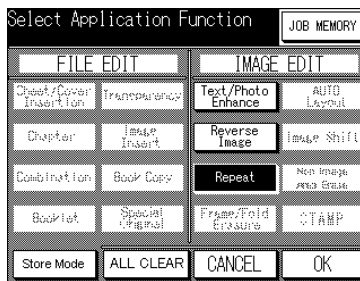 Select Application Function
JOB MEMORY
FILE EDIT
IMAGE EDIT
Sheet/Cover
Insertion
Transparency
Text/Photo
Enhance
AUTO
Layout
Chapter
Image
Insert
Reverse
Image
Image Shift
Combination
Book Copy
Repeat
Non Image
Area Erase
Booklet
Special
Original
Frame/Fold
Erasure
STAMP
Store Mode
ALL CLEAR
CANCEL
OK